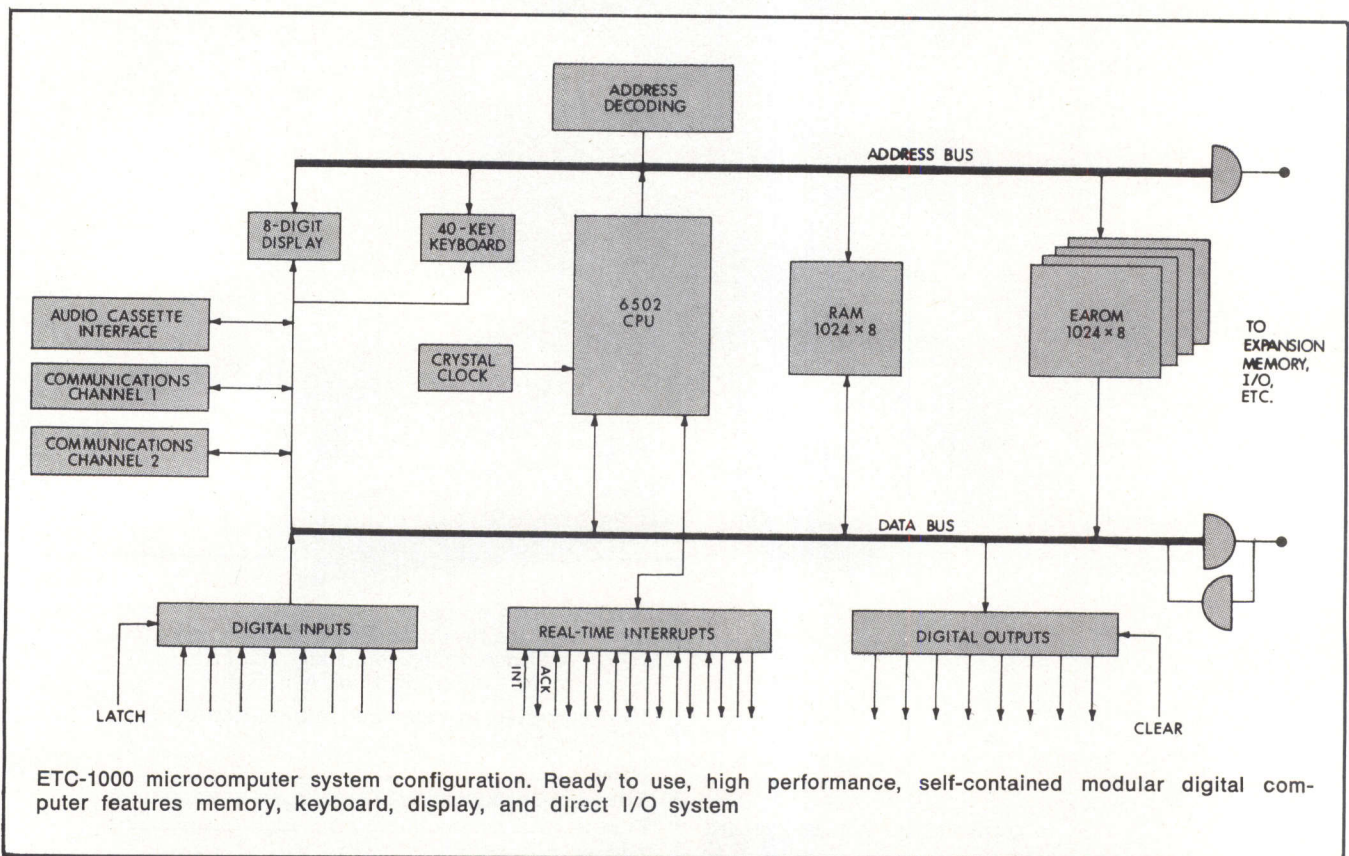 ADDRESS
DECODING
ADDRESS BUS
8-DIGIT
DISPLAY
40-KEY
KEYBOARD
6502
CPU
RAM
1024 × 8
EAROM
1024 × 8
TO
EXPANSION
MEMORY,
I/O,
ETC.
AUDIO CASSETTE
INTERFACE
CRYSTAL
CLOCK
COMMUNICATIONS
CHANNEL 1
COMMUNICATIONS
CHANNEL 2
DATA BUS
DIGITAL INPUTS
REAL-TIME INTERRUPTS
DIGITAL OUTPUTS
INT
ACK
LATCH
CLEAR
ETC-1000 microcomputer system configuration. Ready to use, high performance, self-contained modular digital com-
puter features memory, keyboard, display, and direct I/O system